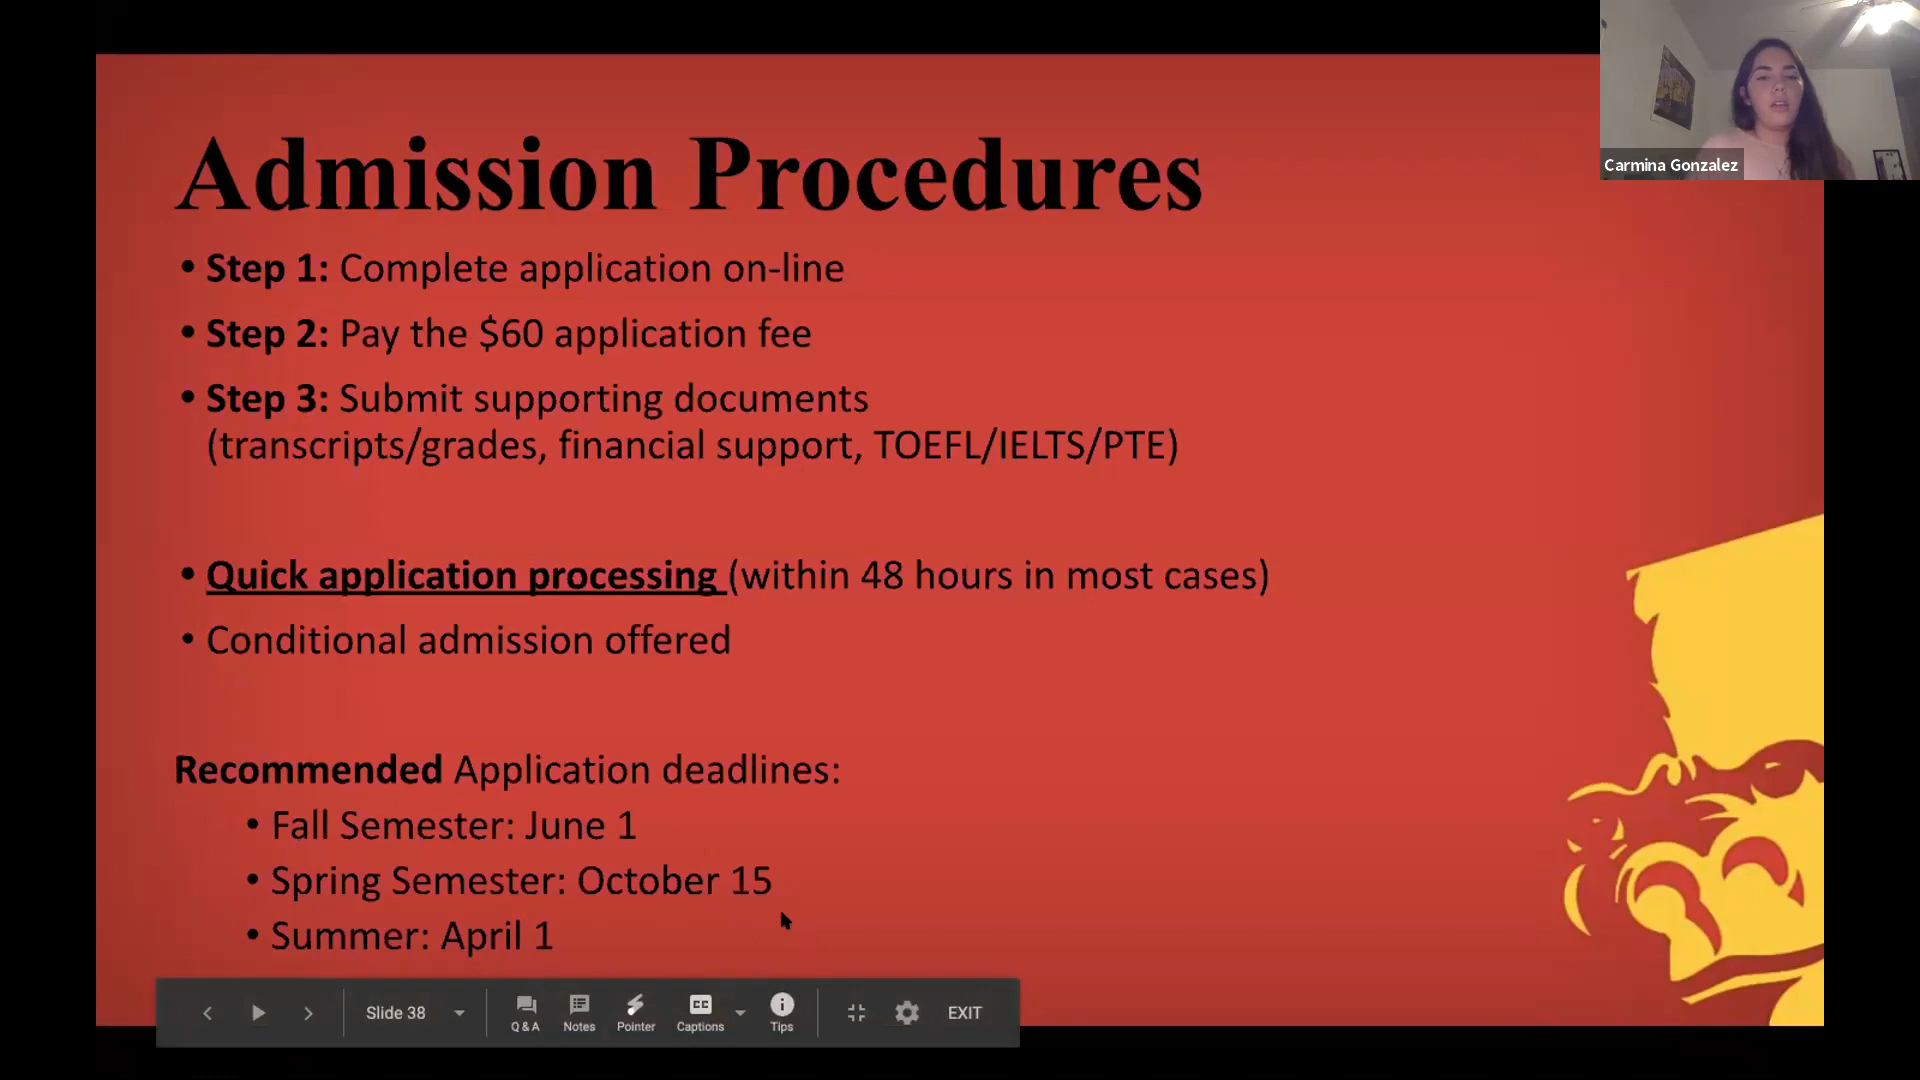 Carmina Gonzalez
Admission Procedures
• Step 1: Complete application on-line
• Step 2: Pay the $60 application fee
• Step 3: Submit supporting documents
(transcripts/grades, financial support, TOEFL/IELTS/PTE)
• Quick application processing (within 48 hours in most cases)
• Conditional admission offered
Recommended Application deadlines:
• Fall Semester: June 1
• Spring Semester: October 15
• Summer: April 1
Slide 38
Q & A Notes Pointer Captions Tips
EXIT